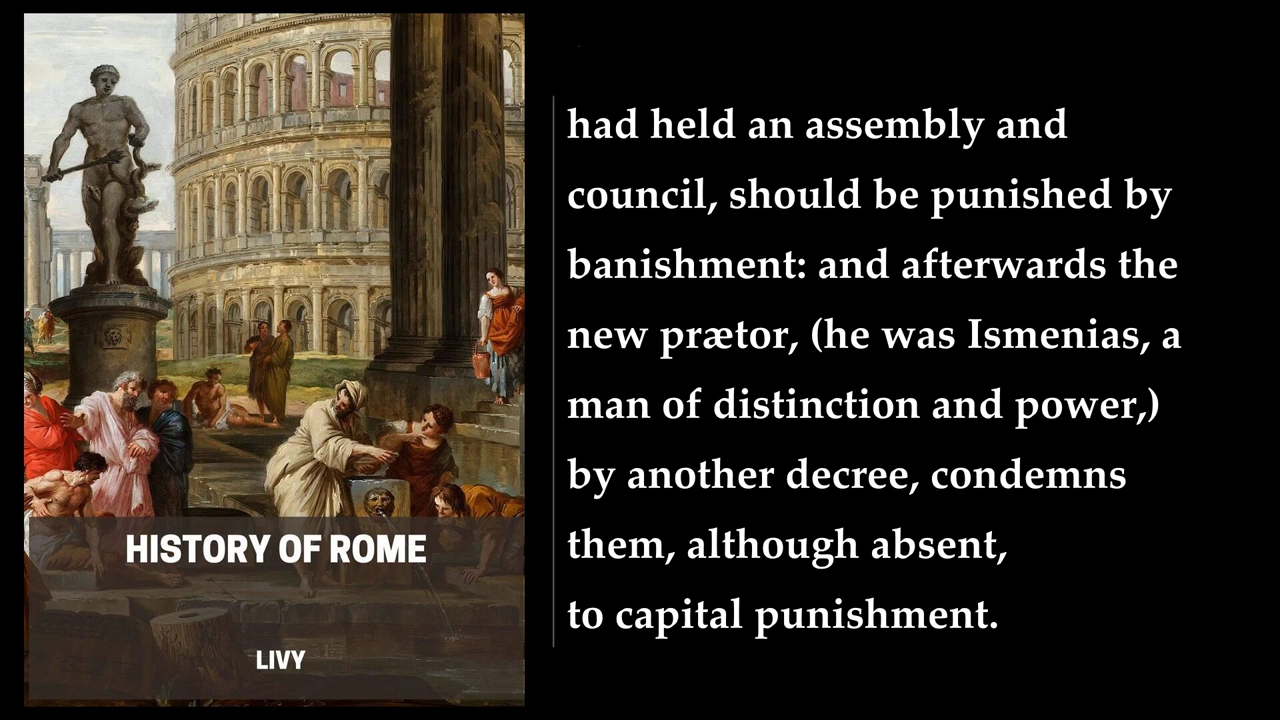 HISTORY OF ROME
LIVY
had held an assembly and
council, should be punished by
banishment: and afterwards the
new prætor, (he was Ismenias, a
man of distinction and power,)
by another decree, condemns
them, although absent,
to capital punishment.